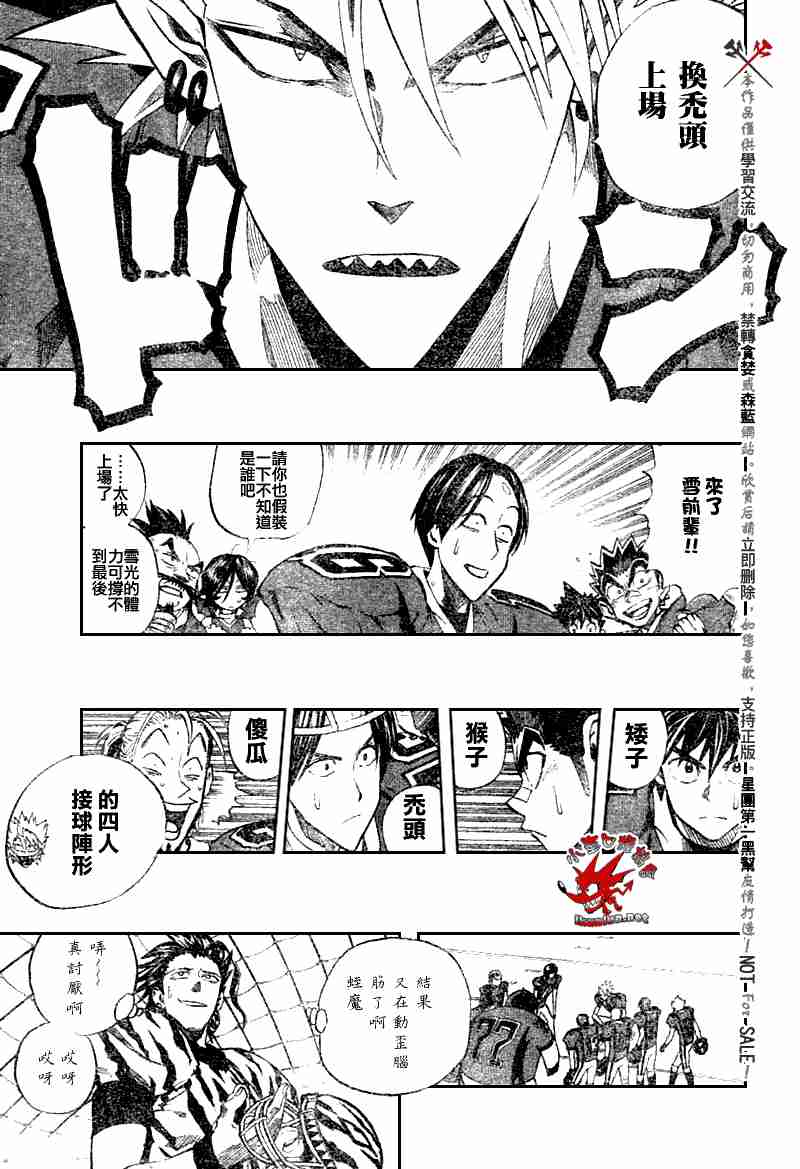 換禿頭
上場
ドン
來了
雪前輩!!
請你也假裝
一下不知道
是誰吧
……太快
上場了
雪光的體
力可撐不
到最後
矮子
猴子
禿頭
傻瓜
的四人
接球陣形
結果
又在動歪腦
筋了啊
蛭魔
弄~~
真討厭啊
哎呀
哎呀
77
本作品僅供學習交流,切勿商用,禁轉貪婪威森藍網站。欣賞后請立即刪除,如您喜歡,支持正版。星團第六黑幫友情打造!NOT-For-SALE!